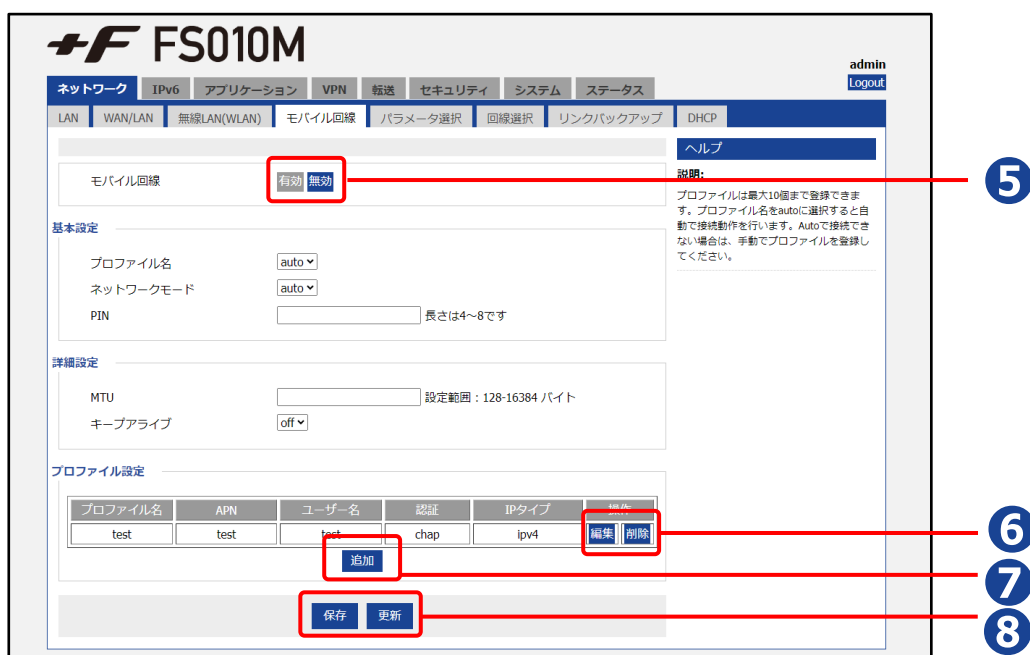 +F FS010M
admin
Logout
ネットワーク IPv6 アプリケーション VPN 転送 セキュリティ システム ステータス
LAN WAN/LAN 無線LAN(WLAN) モバイル回線 パラメータ選択 回線選択 リンクバックアップ DHCP
ヘルプ
説明:
プロファイルは最大10個まで登録できま
す。プロファイル名をautoに選択すると自
動で接続動作を行います。Autoで接続でき
ない場合は、手動でプロファイルを登録し
てください。
モバイル回線 有効 無効
5
基本設定
プロファイル名 auto
ネットワークモード auto
PIN 長さは4～8です
詳細設定
MTU 設定範囲：128-16384 バイト
キープアライブ off
プロファイル設定
プロファイル名 APN ユーザー名 認証 IPタイプ 操作
test test test chap ipv4 編集 削除
6
追加
7
保存 更新
8